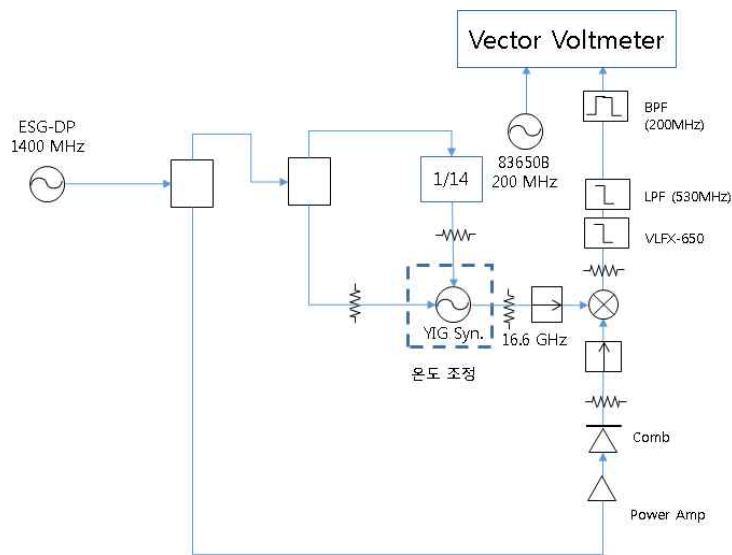 Vector Voltmeter
ESG-DP
1400 MHz
BPF
(200MHz)
83650B
200 MHz
1/14
LPF (530MHz)
VLFX-650
YIG Syn.
16.6 GHz
온도 조정
Comb
Power Amp